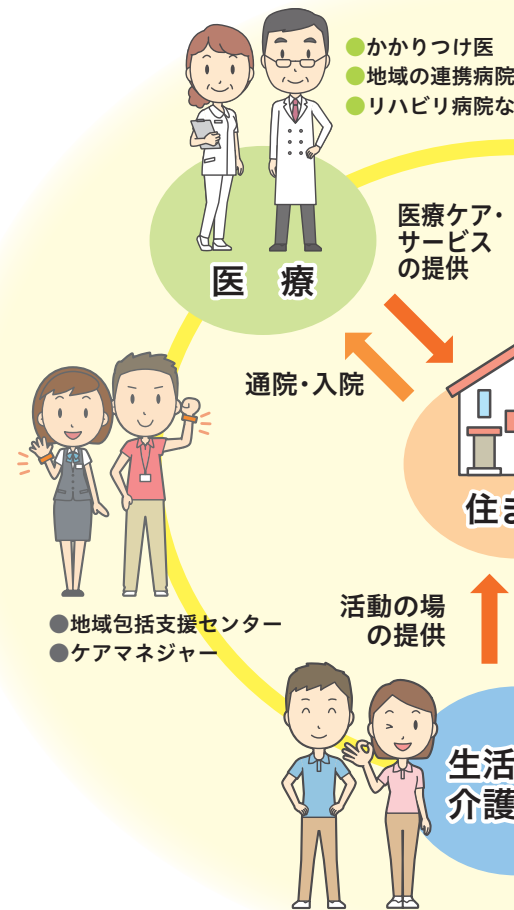 ●かかりつけ医
●地域の連携病院
●リハビリ病院な
医療ケア・
サービス
の提供
医 療
通院・入院
住ま
●地域包括支援センター
●ケアマネジャー
活動の場
の提供
生活
介護